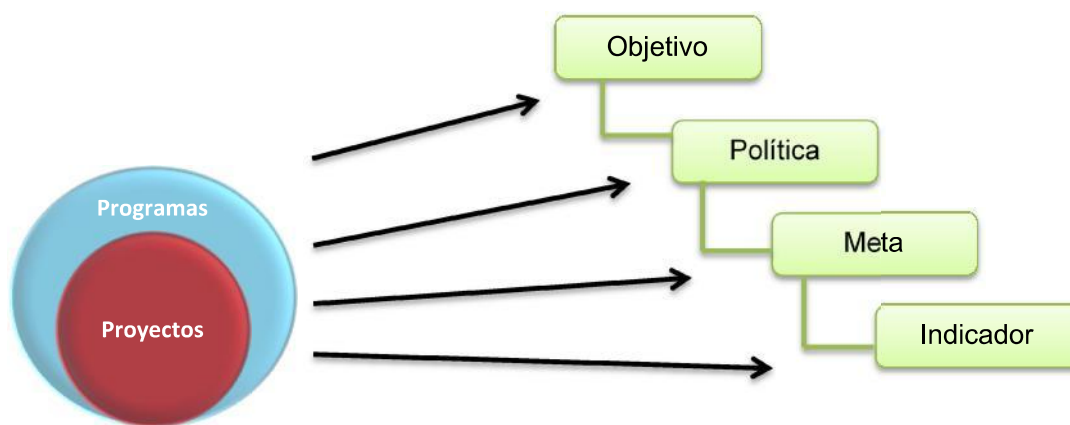 Objetivo
Política
Programas
Meta
Proyectos
Indicador